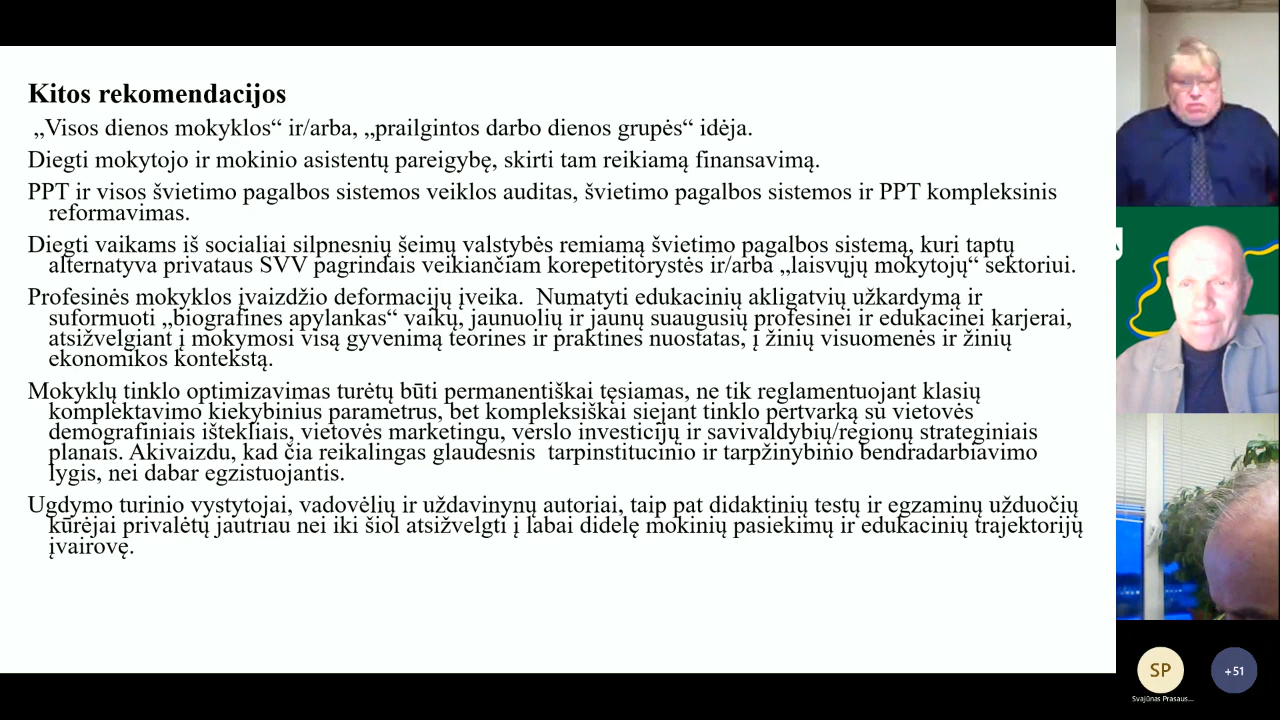 Kitos rekomendacijos
„Visos dienos mokyklos“ ir/arba, „prailgintos darbo dienos grupės“ idėja.
Diegti mokytojo ir mokinio asistentų pareigybę, skirti tam reikiamą finansavimą.
PPT ir visos švietimo pagalbos sistemos veiklos auditas, švietimo pagalbos sistemos ir PPT kompleksinis
reformavimas.
Diegti vaikams iš socialiai silpnesnių šeimų valstybės remiamą švietimo pagalbos sistemą, kuri taptų
alternatyva privataus SVV pagrindais veikiančiam korepetitorystės ir/arba „laisvųjų mokytojų“ sektoriui.
Profesinės mokyklos įvaizdžio deformacijų įveika. Numatyti edukacinių akligatvių užkardymą ir
suformuoti „biografines apylankas“ vaikų, jaunuolių ir jaunų suaugusių profesinei ir edukacinei karjerai,
atsižvelgiant į mokymosi visą gyvenimą teorines ir praktines nuostatas, į žinių visuomenės ir žinių
ekonomikos kontekstą.
Mokyklų tinklo optimizavimas turėtų būti permanentiškai tęsiamas, ne tik reglamentuojant klasių
komplektavimo kiekybinius parametrus, bet kompleksiškai siejant tinklo pertvarką su vietovės
demografiniais ištekliais, vietovės marketingu, verslo investicijų ir savivaldybių/regionų strateginiais
planais. Akivaizdu, kad čia reikalingas glaudesnis tarpinstitucinio ir tarpžinybinio bendradarbiavimo
lygis, nei dabar egzistuojantis.
Ugdymo turinio vystytojai, vadovėlių ir uždavinynų autoriai, taip pat didaktinių testų ir egzaminų užduočių
kūrėjai privalėtų jautriau nei iki šiol atsižvelgti į labai didelę mokinių pasiekimų ir edukacinių trajektorijų
įvairovę.
SP
+51
Svajūnas Prasaus...